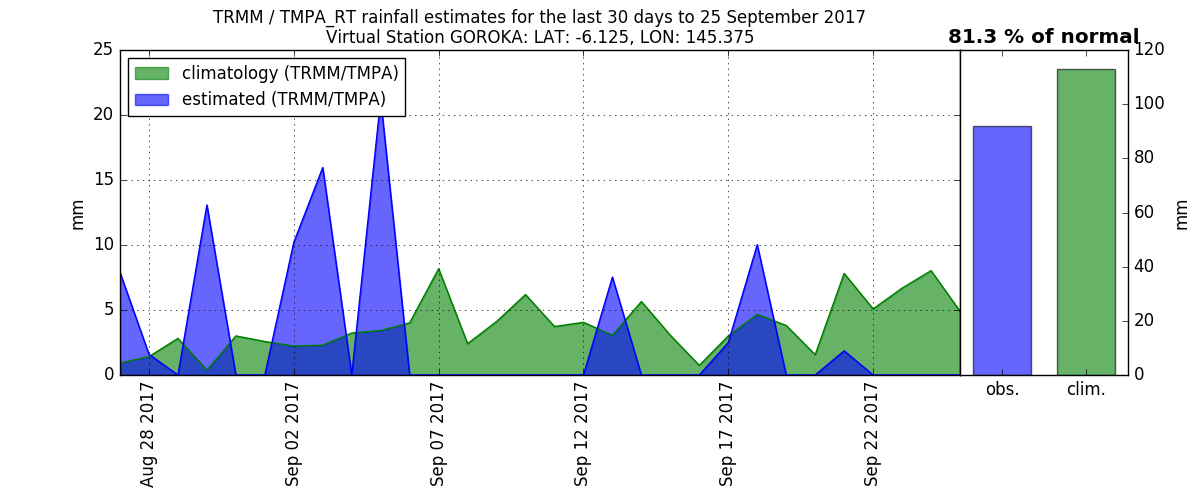 TRMM / TMPA_RT rainfall estimates for the last 30 days to 25 September 2017
Virtual Station GOROKA: LAT: -6.125, LON: 145.375
81.3 % of normal
climatology (TRMM/TMPA)
estimated (TRMM/TMPA)
25
20
15
10
5
0
mm
Aug 28 2017
Sep 02 2017
Sep 07 2017
Sep 12 2017
Sep 17 2017
Sep 22 2017
120
100
80
60
40
20
0
mm
obs.
clim.